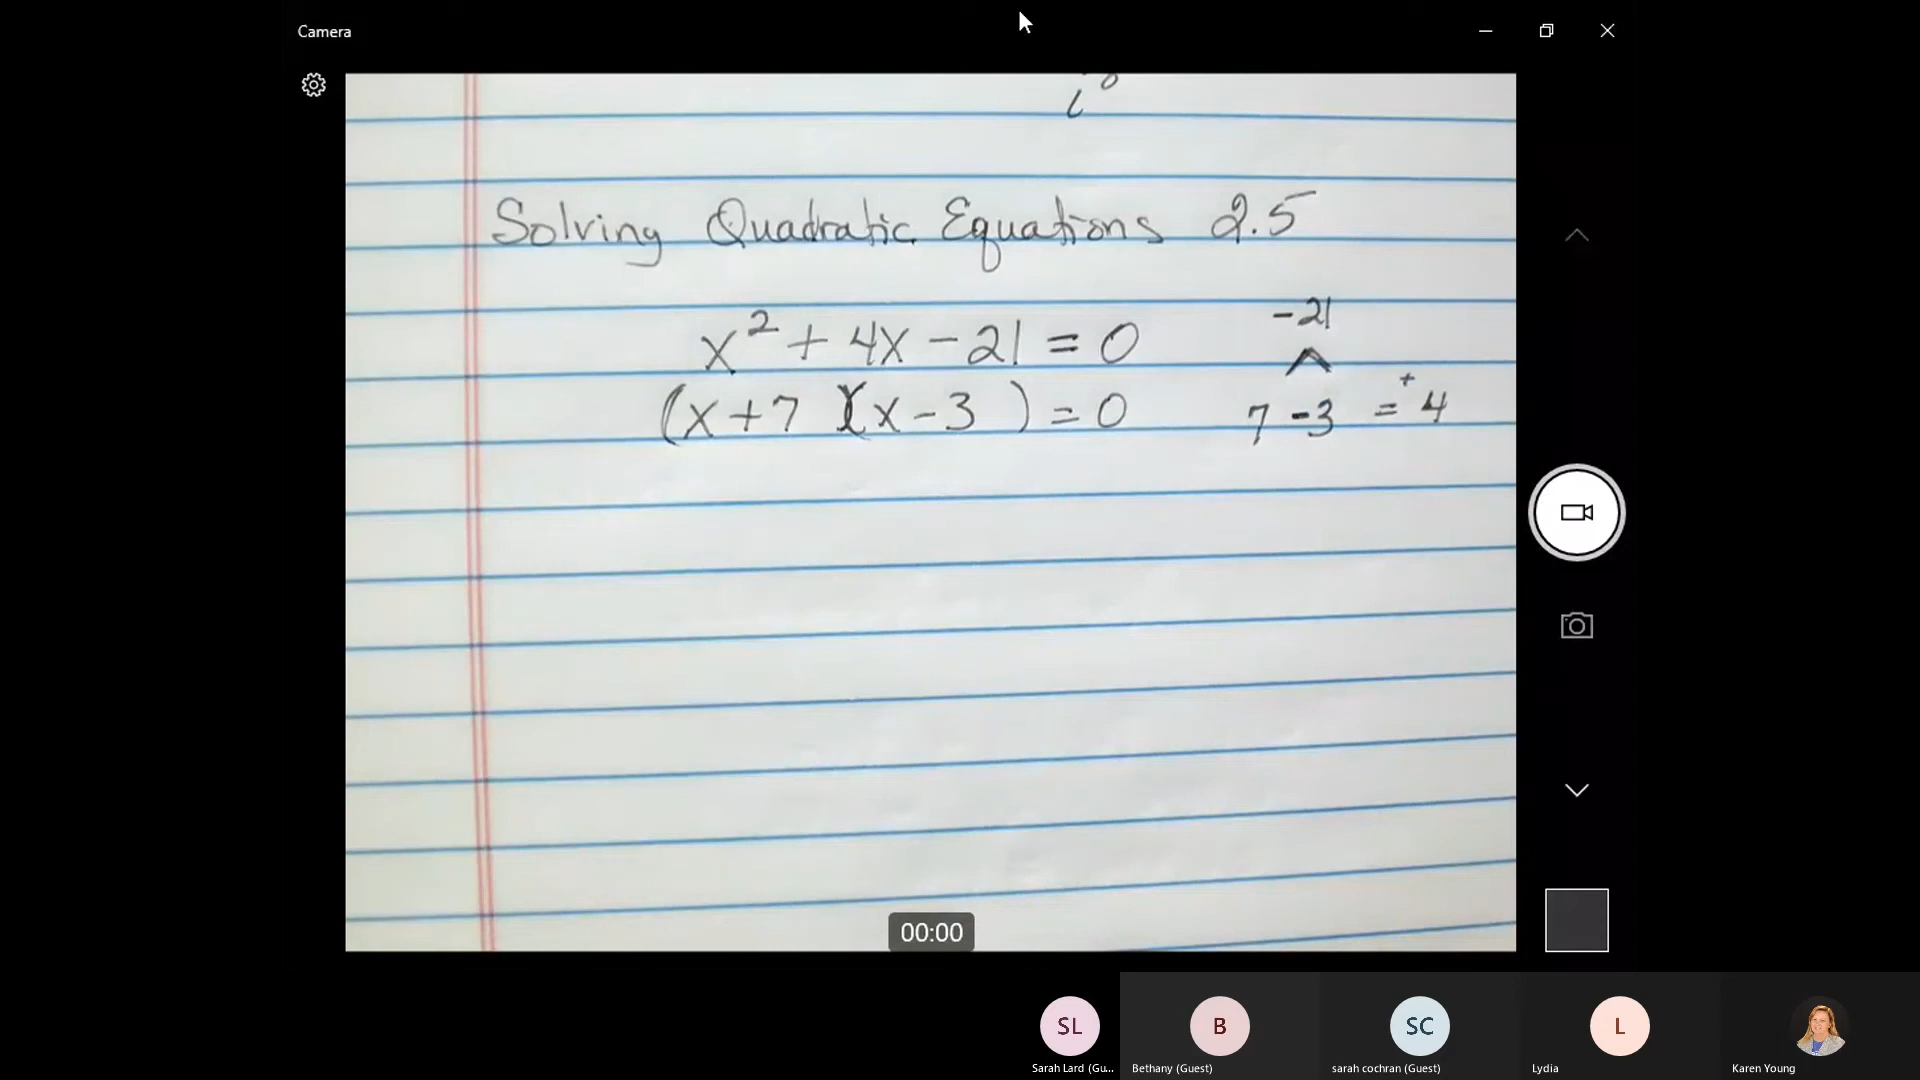 Camera
i⁸
Solving Quadratic Equations 2.5
x² + 4x - 21 = 0
-21
(x + 7)(x - 3) = 0
7 -3 = +4
00:00
SL
B
SC
L
Sarah Lard (Gu...
Bethany (Guest)
sarah cochran (Guest)
Lydia
Karen Young